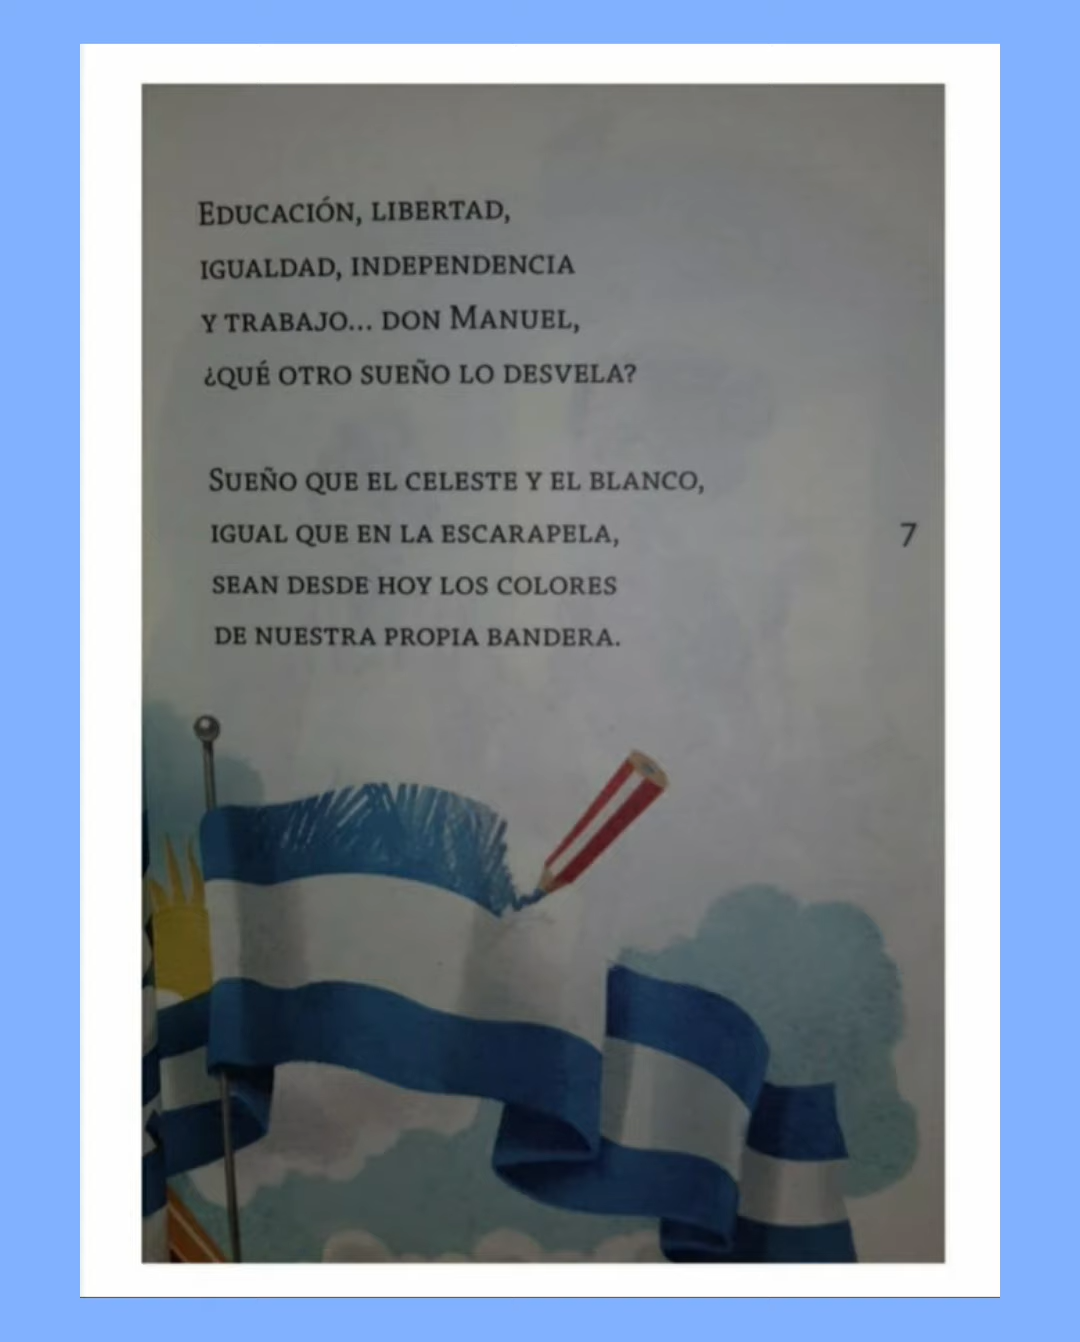 EDUCACIÓN, LIBERTAD,
IGUALDAD, INDEPENDENCIA
Y TRABAJO... DON MANUEL,
¿QUÉ OTRO SUEÑO LO DESVELA?
SUEÑO QUE EL CELESTE Y EL BLANCO,
IGUAL QUE EN LA ESCARAPELA,
SEAN DESDE HOY LOS COLORES
DE NUESTRA PROPIA BANDERA.
7